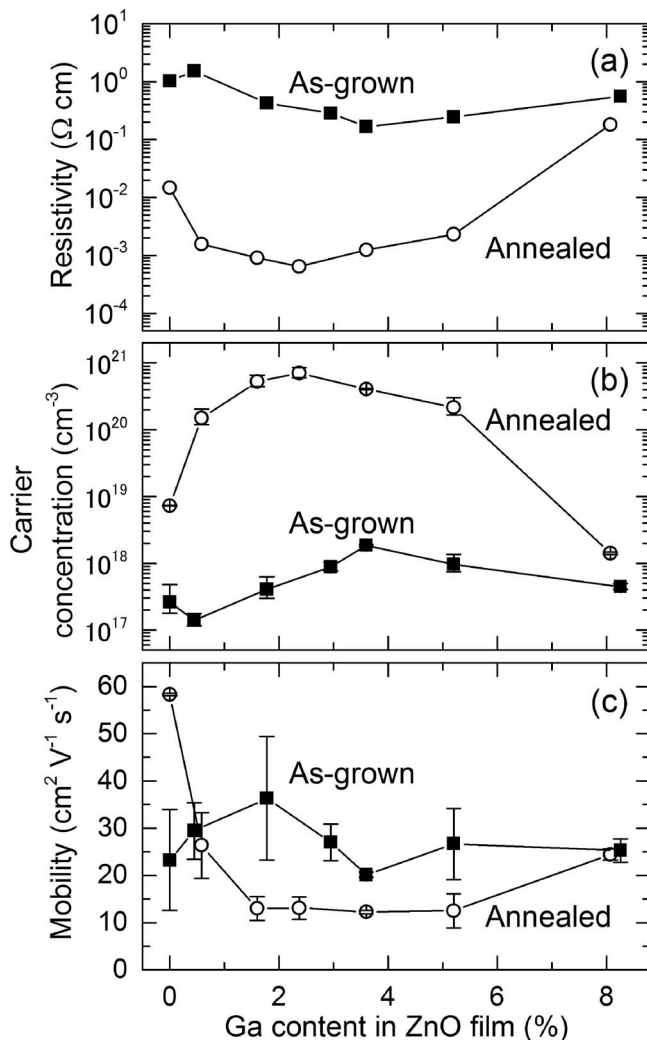 10¹
(a)
10⁰
As-grown
10⁻¹
10⁻²
10⁻³
Annealed
10⁻⁴
Resistivity (Ω cm)
10²¹
(b)
10²⁰
Annealed
10¹⁹
As-grown
10¹⁸
10¹⁷
Carrier
concentration (cm⁻³)
60
(c)
50
As-grown
40
30
20
10
Annealed
0
Mobility (cm² V⁻¹ s⁻¹)
0 2 4 6 8
Ga content in ZnO film (%)